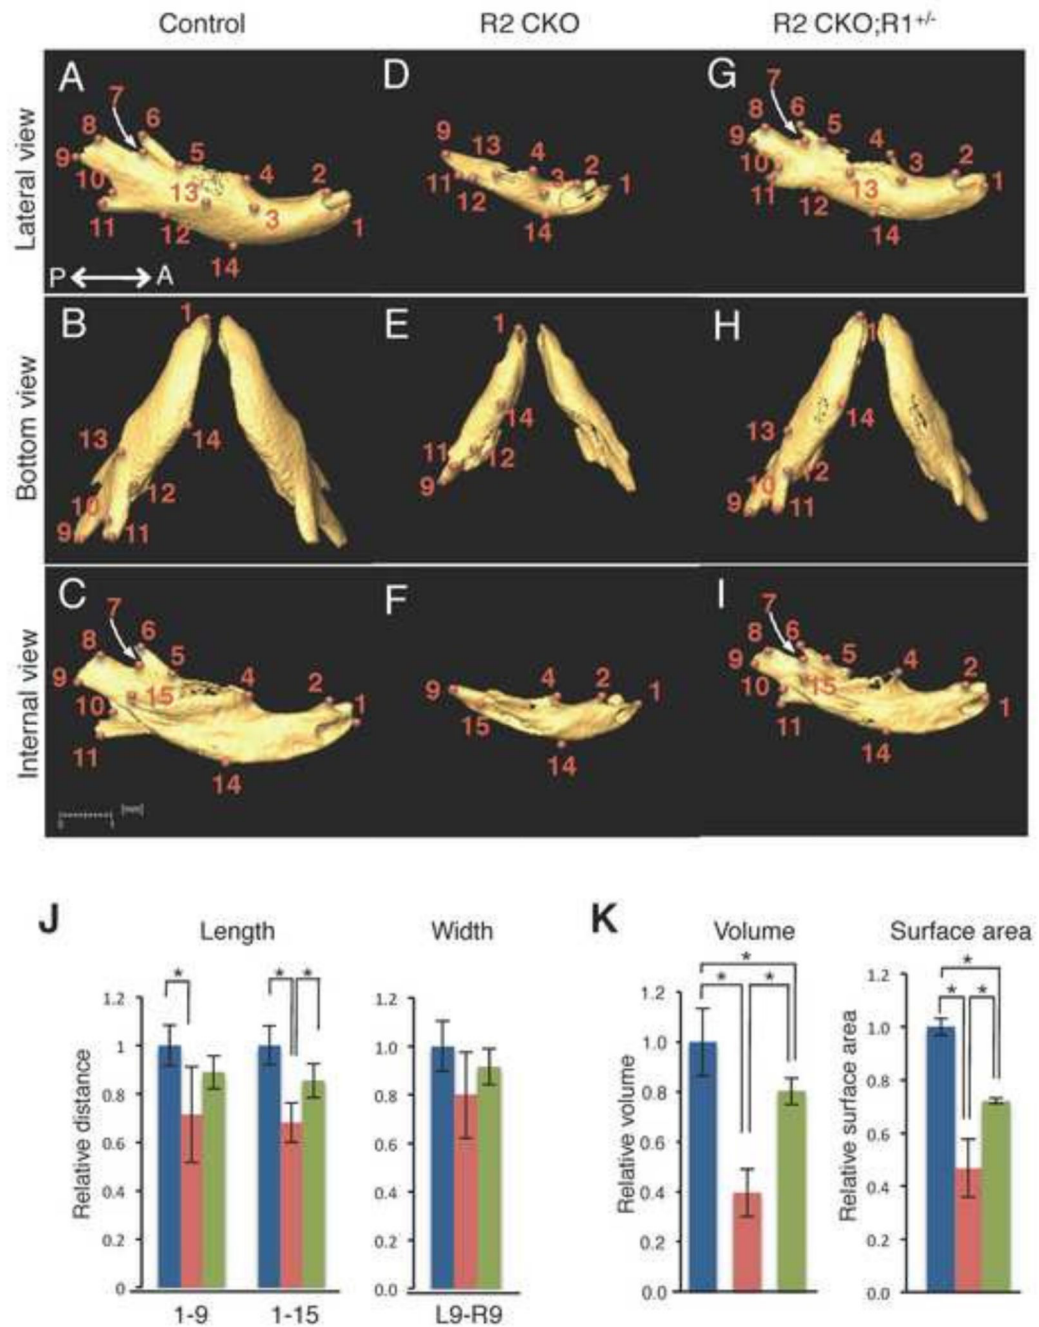 Control R2 CKO R2 CKO;R1+/-
Lateral view
A 7 6 8 9 5 4 2 10 13 3 1 11 12 14
P A
D 9 13 4 2 1 11 3 12 14
G 7 6 8 5 9 4 2 10 3 1 13 11 12 14
Bottom view
B 1 13 14 12 10 9 11
E 1 14 11 12 9
H 1 14 13 12 10 9 11
Internal view
C 7 6 8 5 9 4 2 15 10 1 11 14
[mm]
F 9 4 2 1 15 14
I 7 6 8 5 9 4 2 15 10 1 11 14
J Length Width
* * *
Relative distance
1.2
1
0.8
0.6
0.4
0.2
0
1-9 1-15
1.2
1.0
0.8
0.6
0.4
0.2
0.0
L9-R9
K Volume Surface area
* * *
Relative volume
1.2
1.0
0.8
0.6
0.4
0.2
0.0
* * *
Relative surface area
1.2
1.0
0.8
0.6
0.4
0.2
0.0